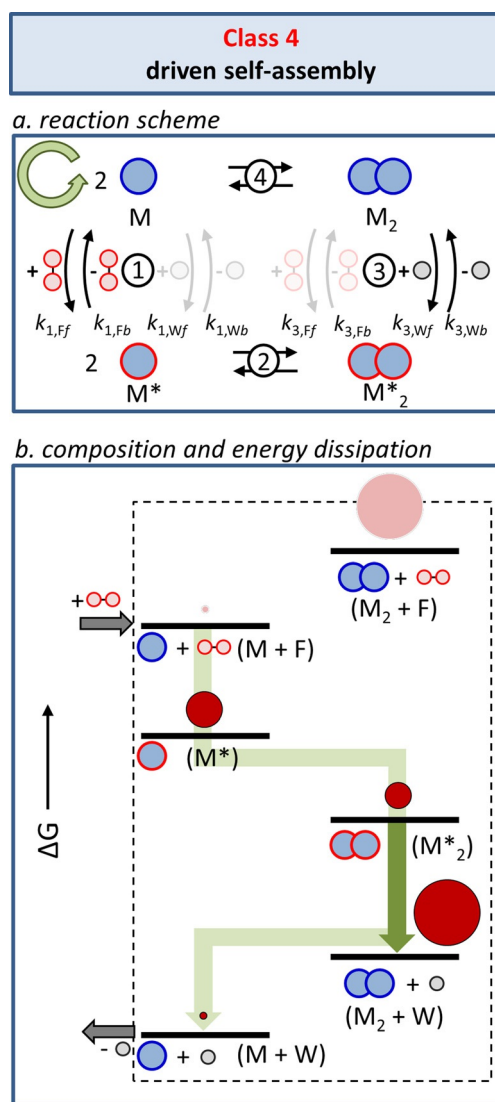 Class 4
driven self-assembly
a. reaction scheme
2 M 4 M₂
+ - 1 + - + - 3 + -
k1,Ff k1,Fb k1,Wf k1,Wb k3,Ff k3,Fb k3,Wf k3,Wb
2 M* 2 M*₂
b. composition and energy dissipation
+ (M₂ + F)
+ + (M + F)
(M*)
ΔG
(M*₂)
+
(M₂ + W)
- + (M + W)